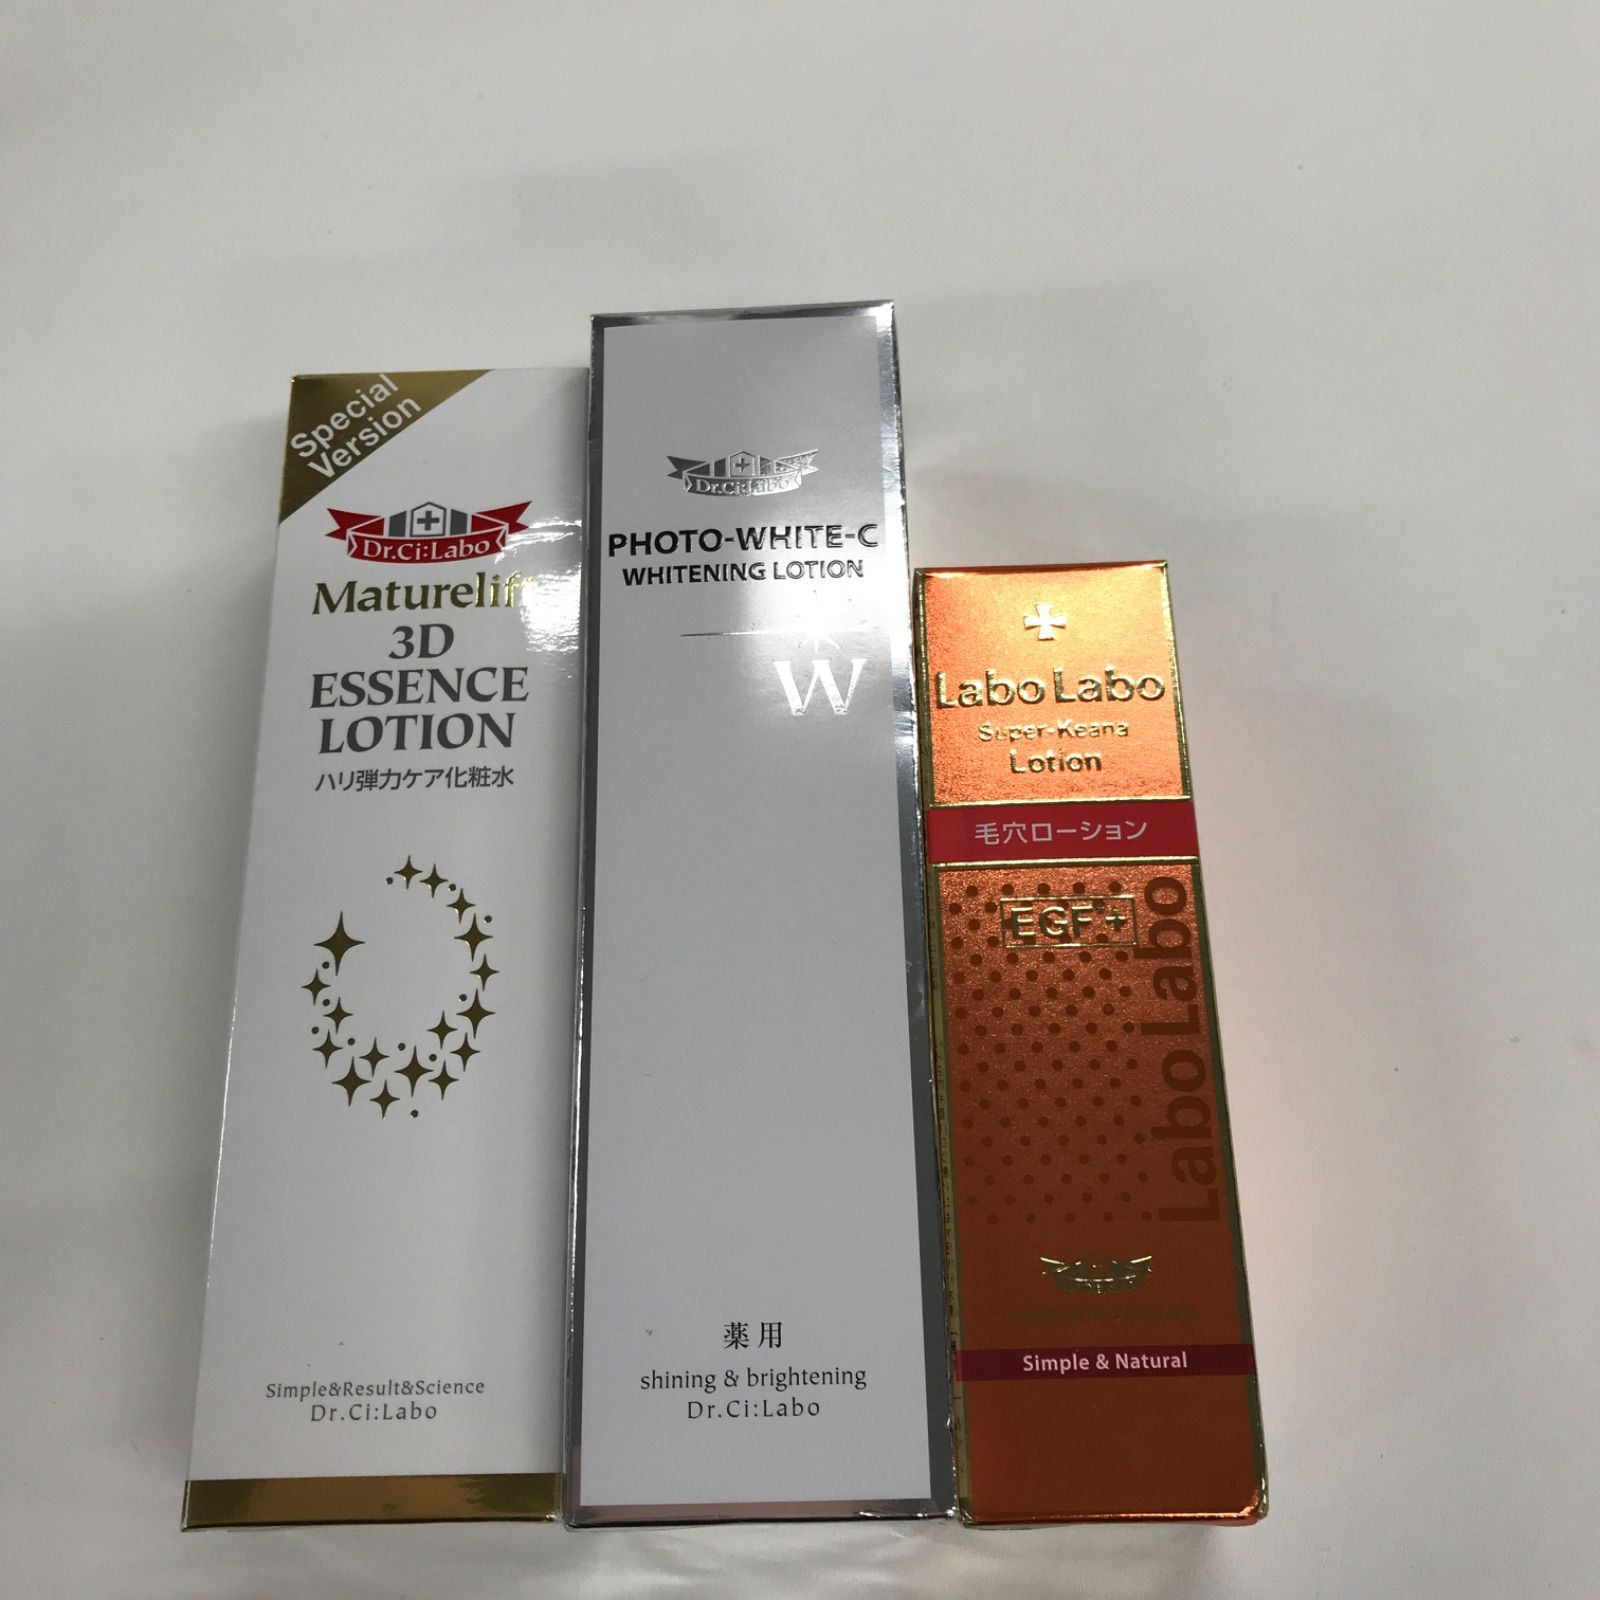 Special
Version
Dr.Ci:Labo
Maturelift
3D
ESSENCE
LOTION
ハリ弾力ケア化粧水
Simple&Result&Science
Dr.Ci:Labo
Dr.Ci:Labo
PHOTO-WHITE-C
WHITENING LOTION
W
薬用
shining & brightening
Dr.Ci:Labo
Labo Labo
Super-Keana
Lotion
毛穴ローション
EGF+
Labo Labo
Simple & Natural